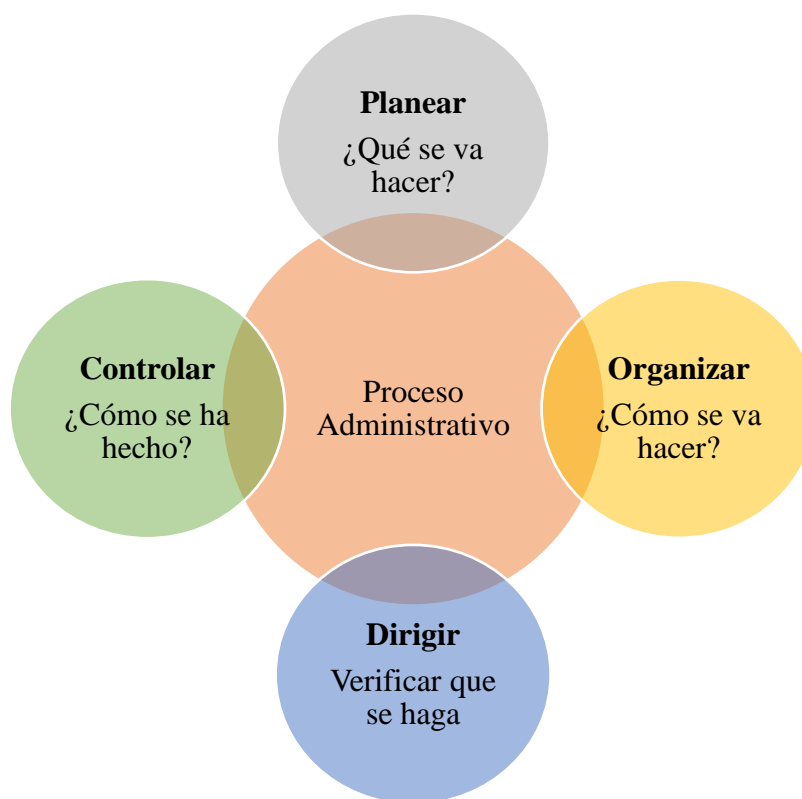 Planear
¿Qué se va
hacer?
Controlar
¿Cómo se ha
hecho?
Proceso
Administrativo
Organizar
¿Cómo se va
hacer?
Dirigir
Verificar que
se haga